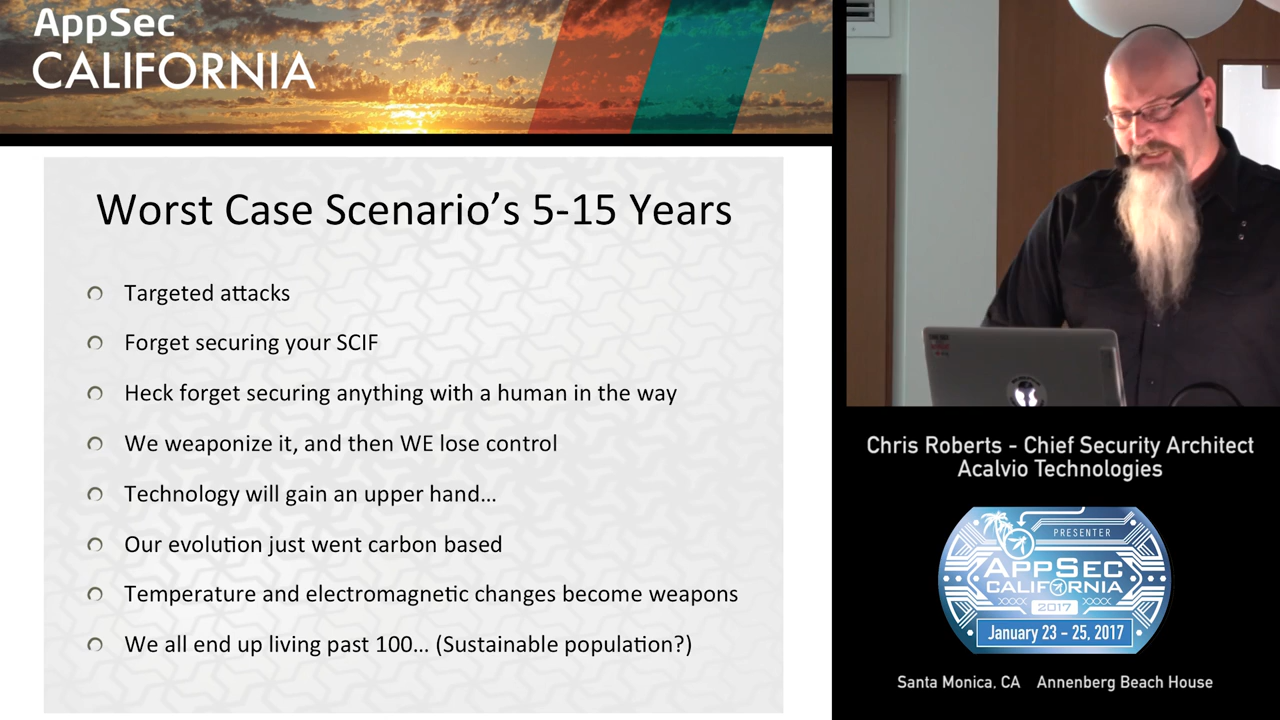 AppSec
CALIFORNIA
Worst Case Scenario’s 5-15 Years
Targeted attacks
Forget securing your SCIF
Heck forget securing anything with a human in the way
We weaponize it, and then WE lose control
Technology will gain an upper hand…
Our evolution just went carbon based
Temperature and electromagnetic changes become weapons
We all end up living past 100… (Sustainable population?)
Chris Roberts - Chief Security Architect
Acalvio Technologies
PRESENTER
APPSEC
CALIFORNIA
2017
January 23 - 25, 2017
Santa Monica, CA Annenberg Beach House